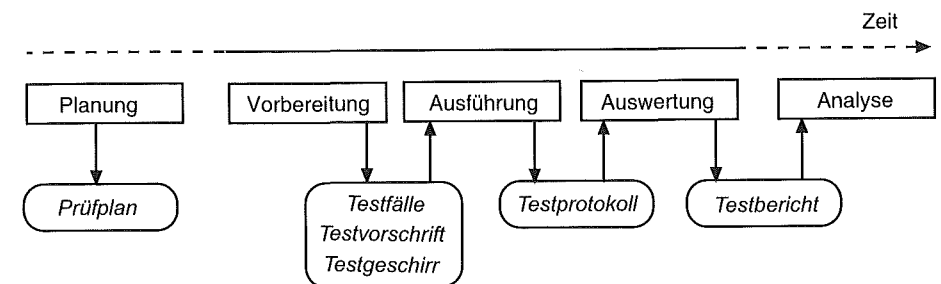 Zeit
Planung
Vorbereitung
Ausführung
Auswertung
Analyse
Prüfplan
Testfälle
Testvorschrift
Testgeschirr
Testprotokoll
Testbericht